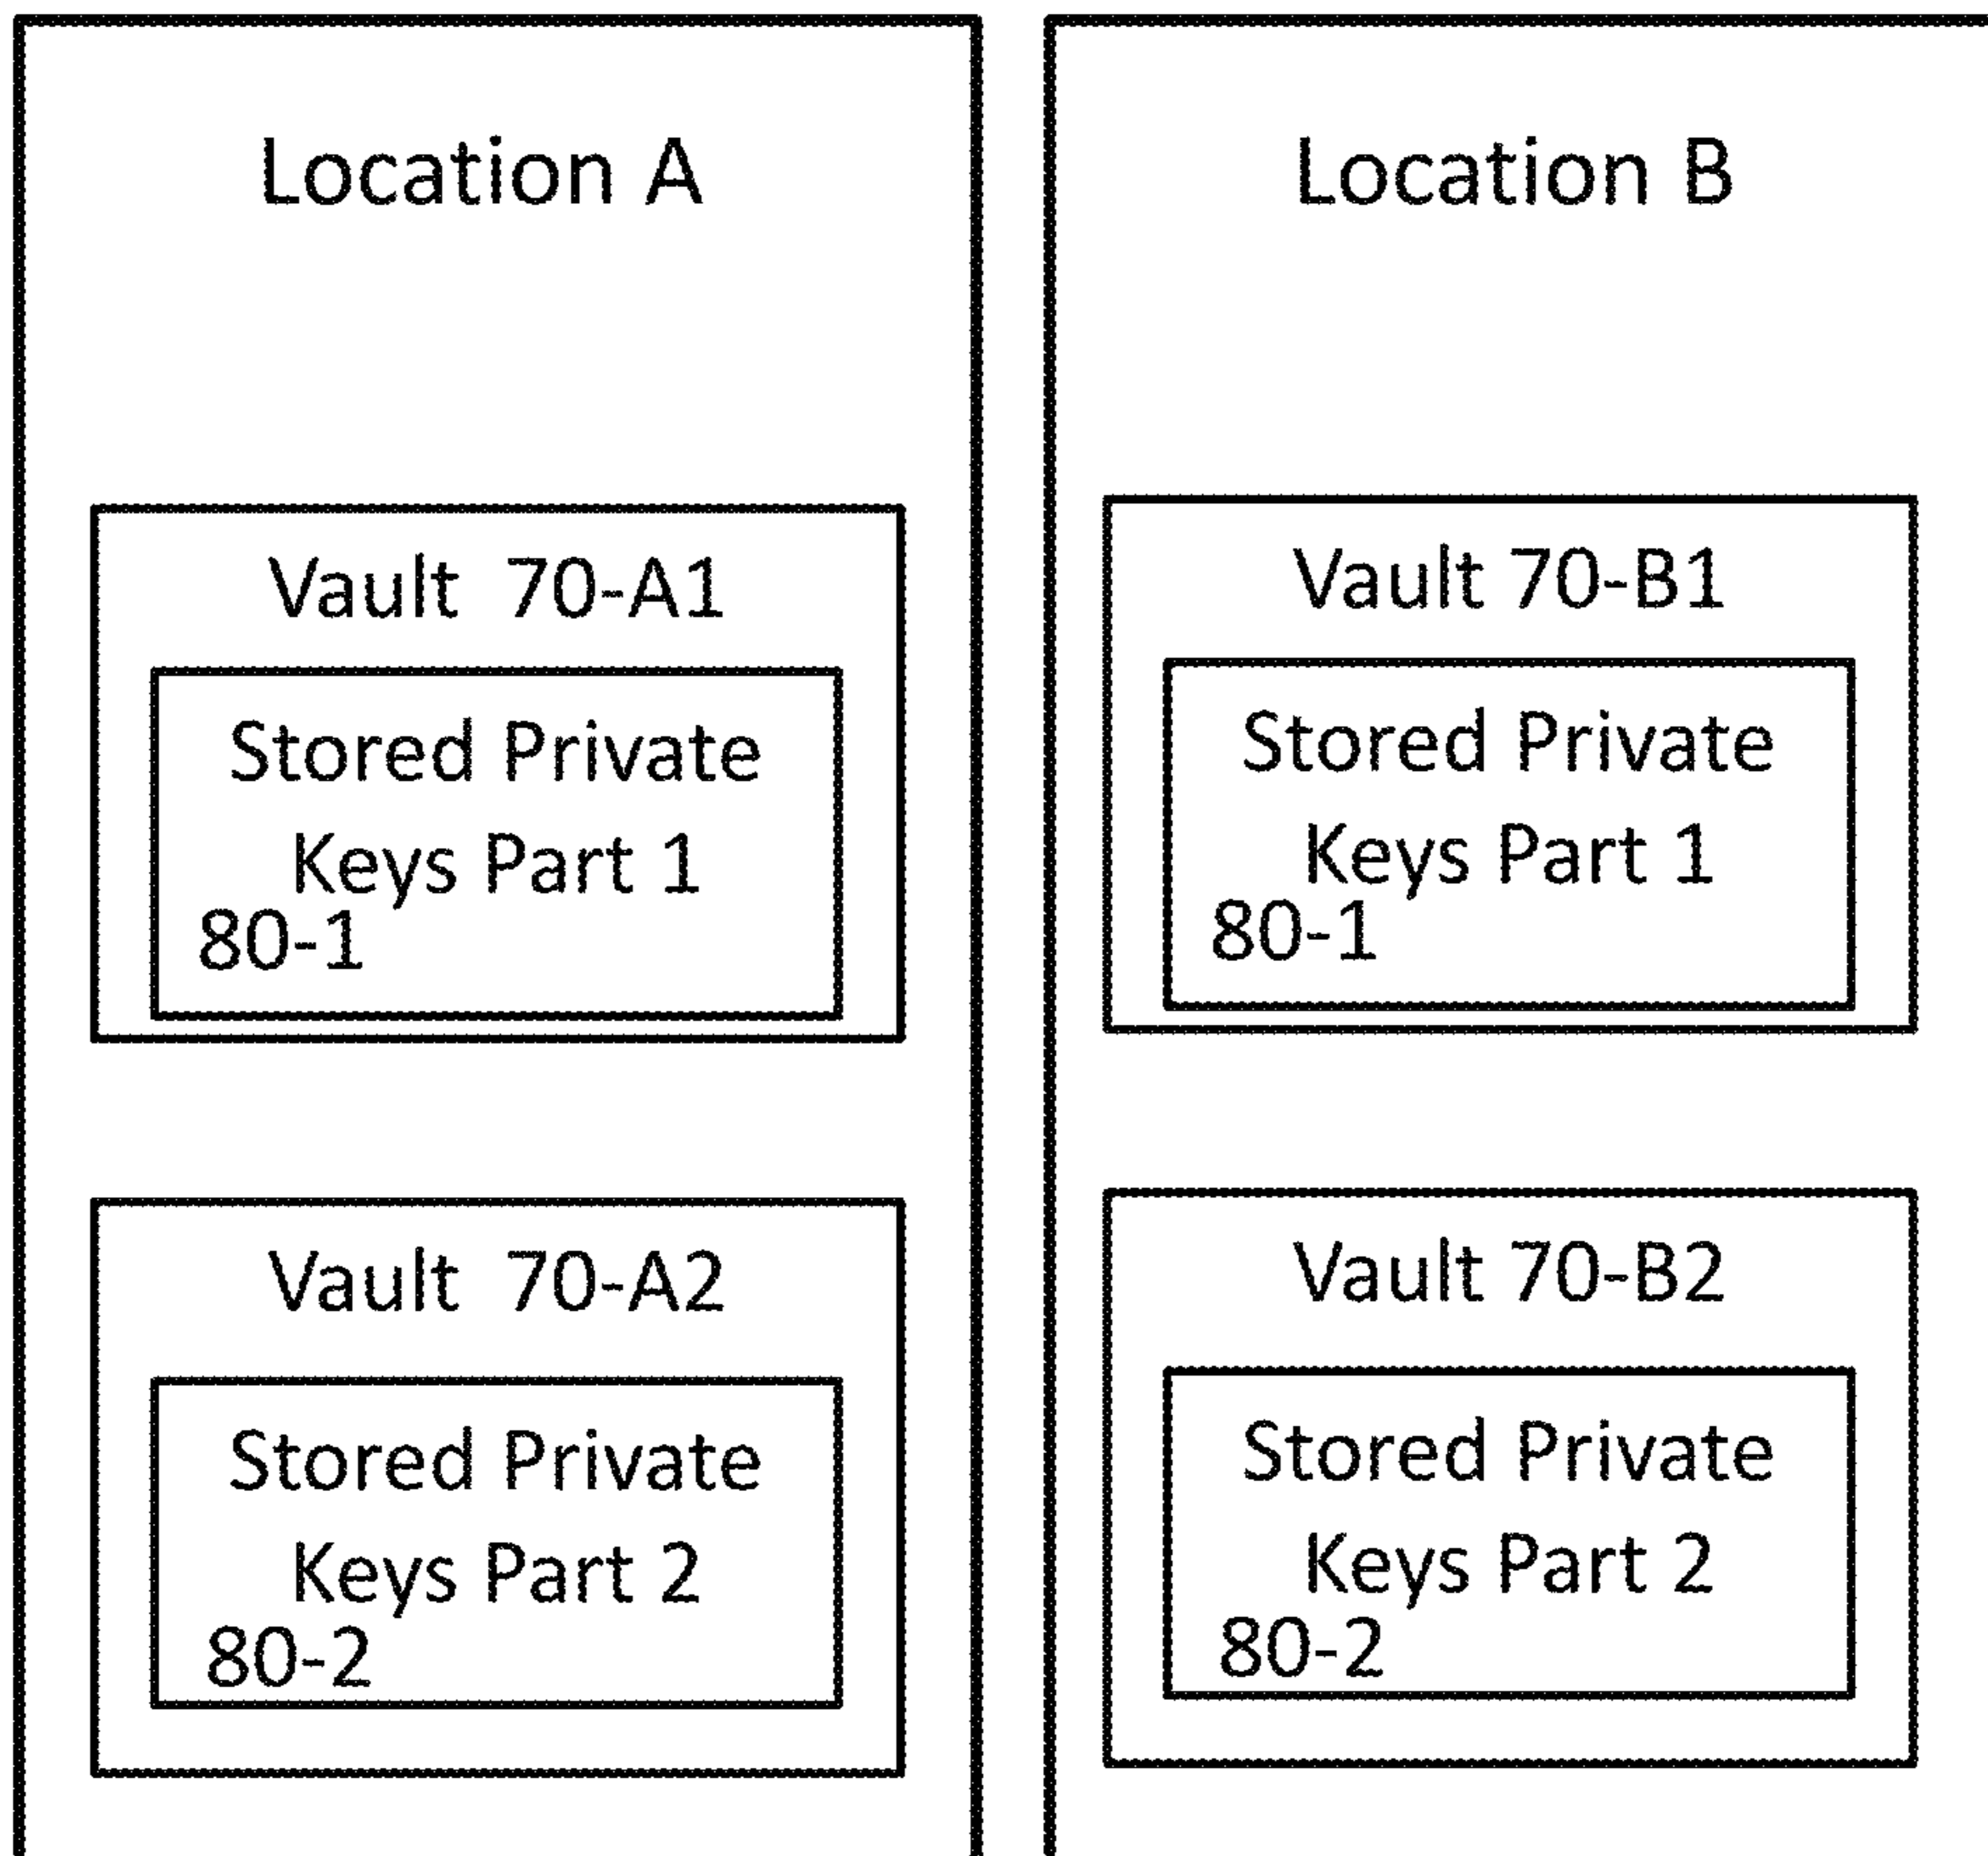 Location A
Vault 70-A1
Stored Private
Keys Part 1
80-1
Vault 70-A2
Stored Private
Keys Part 2
80-2
Location B
Vault 70-B1
Stored Private
Keys Part 1
80-1
Vault 70-B2
Stored Private
Keys Part 2
80-2